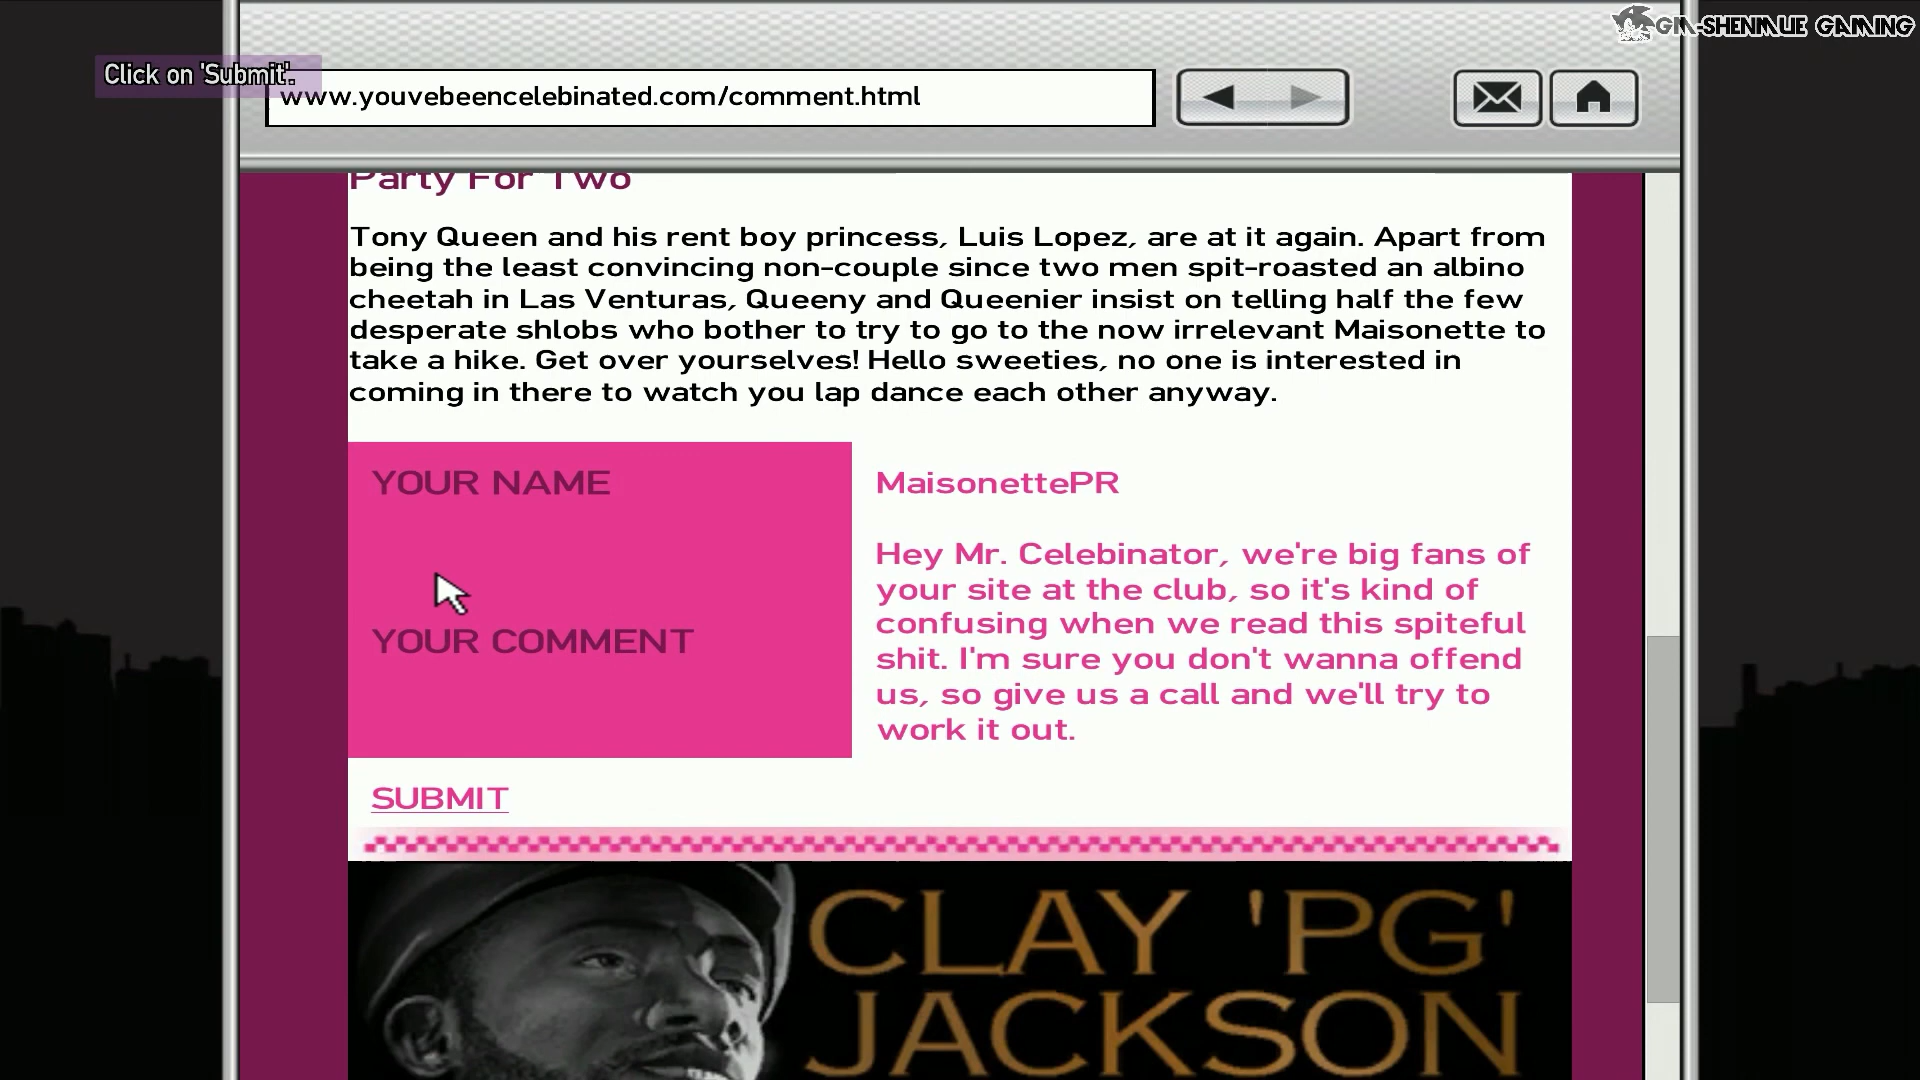 GM-SHENMUE GAMING
Click on 'Submit'.
www.youvebeencelebinated.com/comment.html
Party For Two
Tony Queen and his rent boy princess, Luis Lopez, are at it again. Apart from
being the least convincing non-couple since two men spit-roasted an albino
cheetah in Las Venturas, Queeny and Queenier insist on telling half the few
desperate shlobs who bother to try to go to the now irrelevant Maisonette to
take a hike. Get over yourselves! Hello sweeties, no one is interested in
coming in there to watch you lap dance each other anyway.
YOUR NAME
YOUR COMMENT
SUBMIT
MaisonettePR
Hey Mr. Celebinator, we're big fans of
your site at the club, so it's kind of
confusing when we read this spiteful
shit. I'm sure you don't wanna offend
us, so give us a call and we'll try to
work it out.
CLAY 'PG'
JACKSON